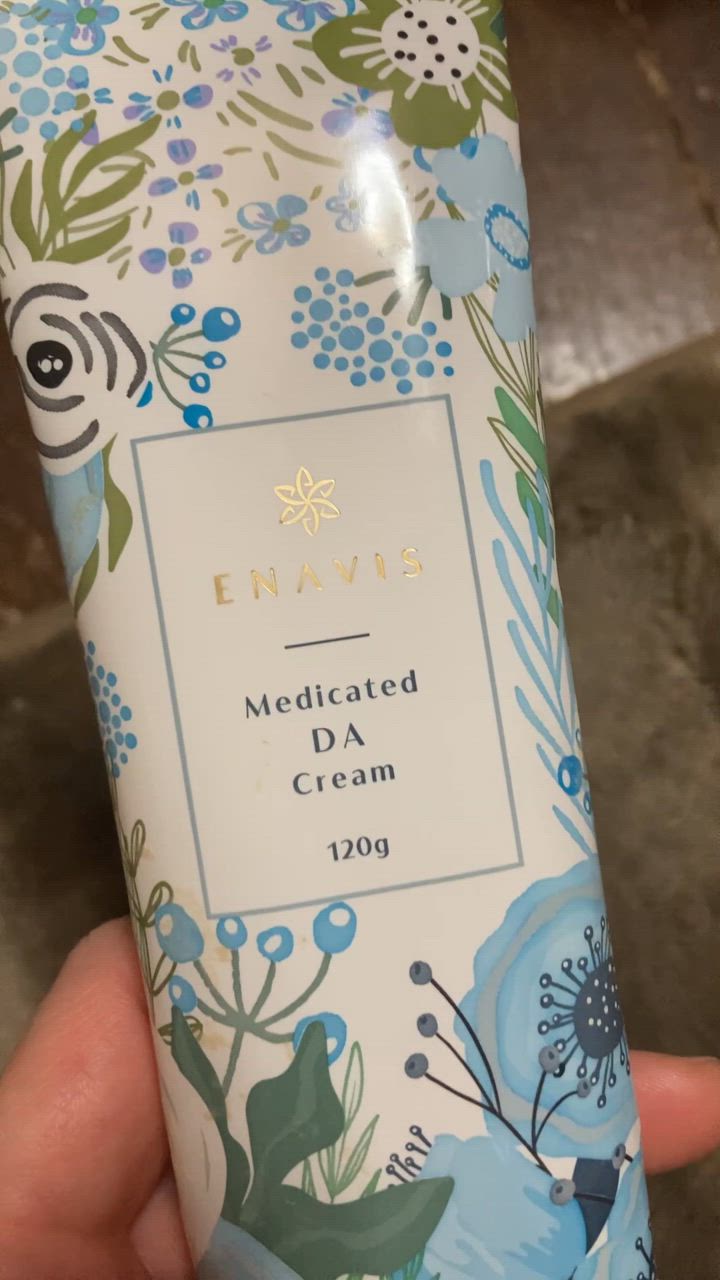 ENAVIS
Medicated
DA
Cream
120g